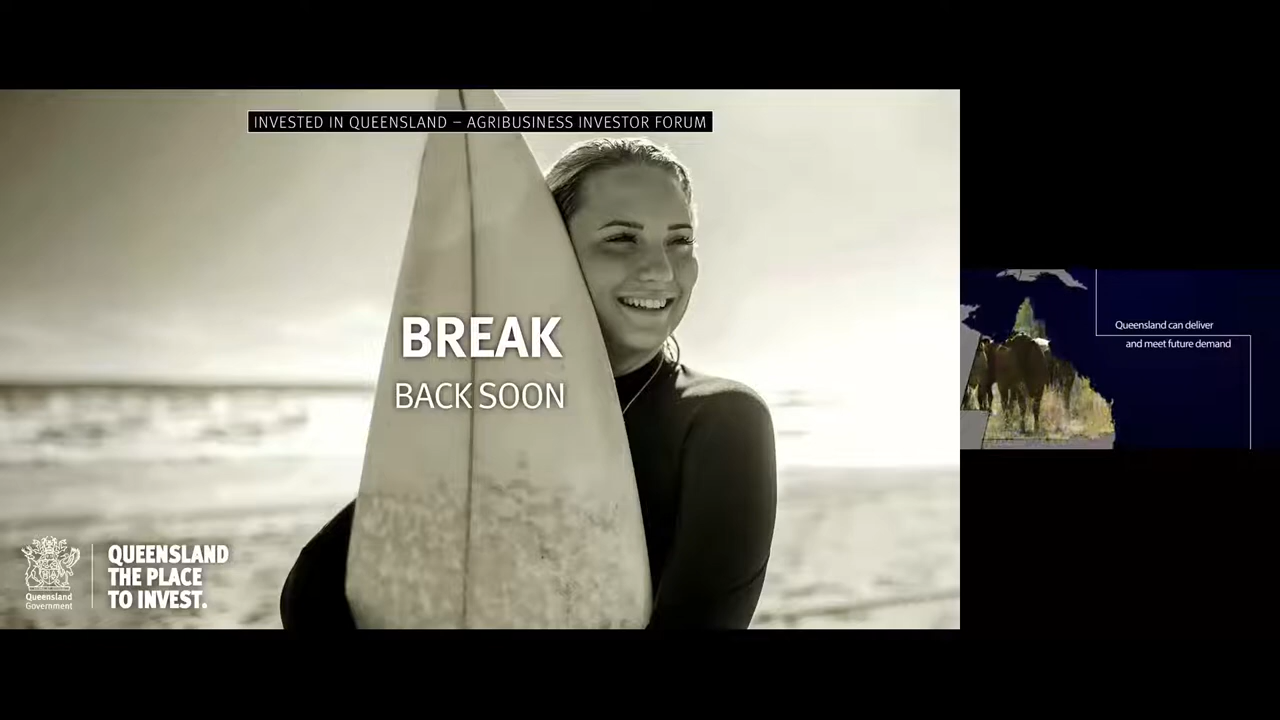 INVESTED IN QUEENSLAND – AGRIBUSINESS INVESTOR FORUM
BREAK
BACK SOON
Queensland
Government
QUEENSLAND
THE PLACE
TO INVEST.
Queensland can deliver
and meet future demand